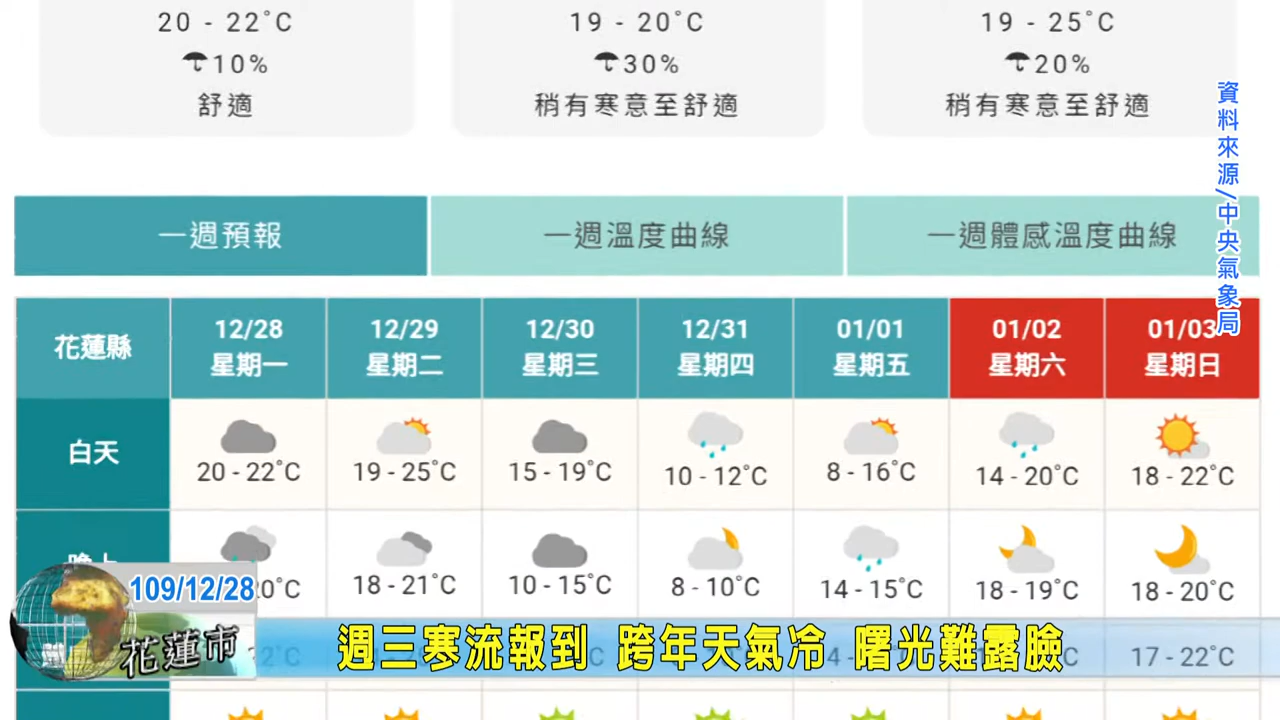 20 - 22°C
19 - 20°C
19 - 25°C
10%
30%
20%
舒適
稍有寒意至舒適
稍有寒意至舒適
資料來源/中央氣象局
一週預報
一週溫度曲線
一週體感溫度曲線
花蓮縣
12/28
星期一
12/29
星期二
12/30
星期三
12/31
星期四
01/01
星期五
01/02
星期六
01/03
星期日
白天
20 - 22°C
19 - 25°C
15 - 19°C
10 - 12°C
8 - 16°C
14 - 20°C
18 - 22°C
晚上
20°C
18 - 21°C
10 - 15°C
8 - 10°C
14 - 15°C
18 - 19°C
18 - 20°C
109/12/28
花蓮市
週三寒流報到 跨年天氣冷 曙光難露臉
17 - 22°C